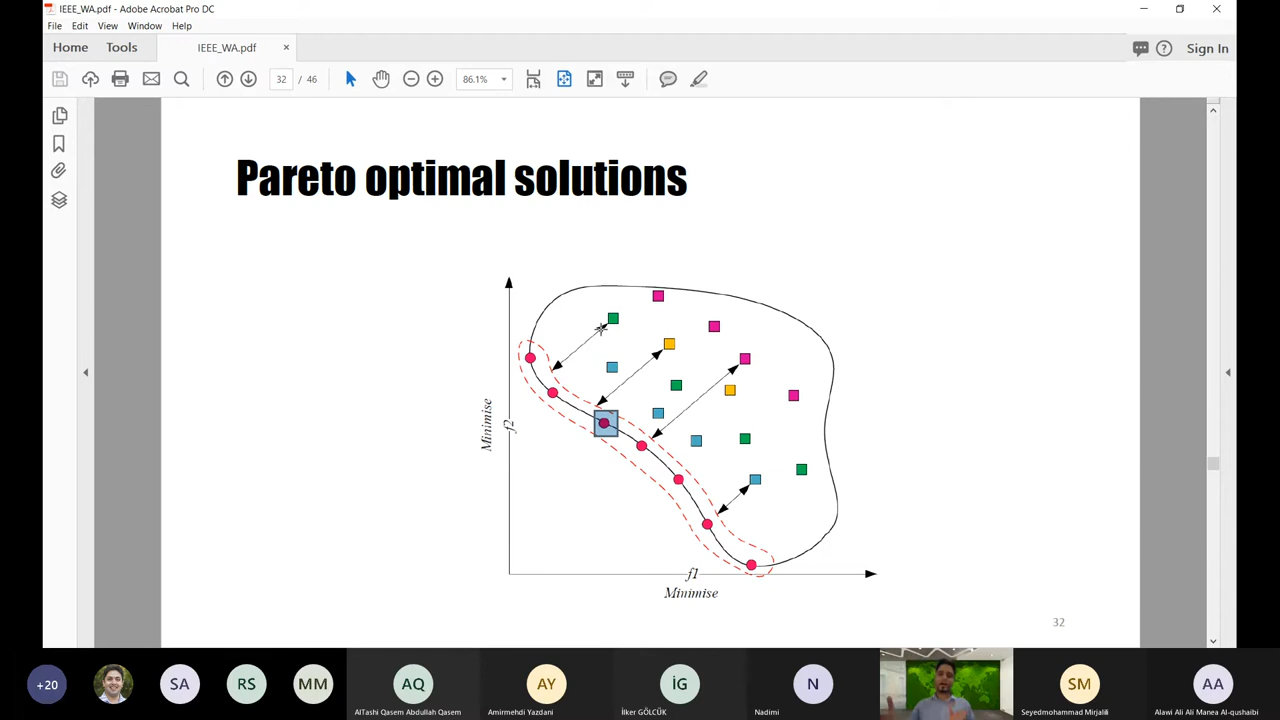 IEEE_WA.pdf - Adobe Acrobat Pro DC
File Edit View Window Help
Home Tools IEEE_WA.pdf × Sign In
32 / 46 86.1%
Pareto optimal solutions
Minimise
f2
f1
Minimise
32
+20 SA RS MM AQ AY İG N SM AA
AlTashi Qasem Abdullah Qasem Amirmehdi Yazdani İlker GÖLCÜK Nadimi Seyedmohammad Mirjalili Alawi Ali Ali Manea Al-qushaibi